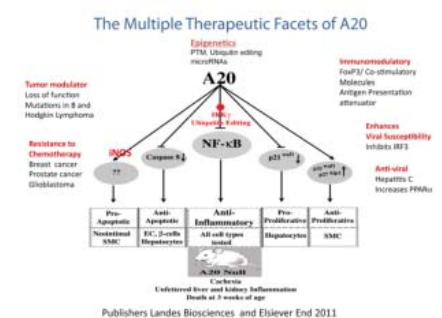 The Multiple Therapeutic Facets of A20
Epigenetics
PTM, Ubiquitin editing
microRNAs
A20
Tumor modulator
Loss of function
Mutations in B and
Hodgkin Lymphoma
Resistance to
Chemotherapy
Breast cancer
Prostate cancer
Glioblastoma
Immunomodulatory
FoxP3/ Co-stimulatory
Molecules
Antigen Presentation
attenuator
Enhances
Viral Susceptibility
Inhibits IRF3
Anti-viral
Hepatitis C
Increases PPARα
Ubiquitin Editing
iNOS
??
Caspase 8
NF-κB
p21
Pro-
Apoptotic
Anti-
Apoptotic
Anti-
Inflammatory
Pro-
Proliferative
Anti-
Proliferative
Neointimal
SMC
EC, β-cells
Hepatocytes
All cell types
tested
Hepatocytes
SMC
A20 Null
Cachexia
Unfettered liver and kidney Inflammation
Death at 3 weeks of age
Publishers Landes Biosciences and Elsiever End 2011